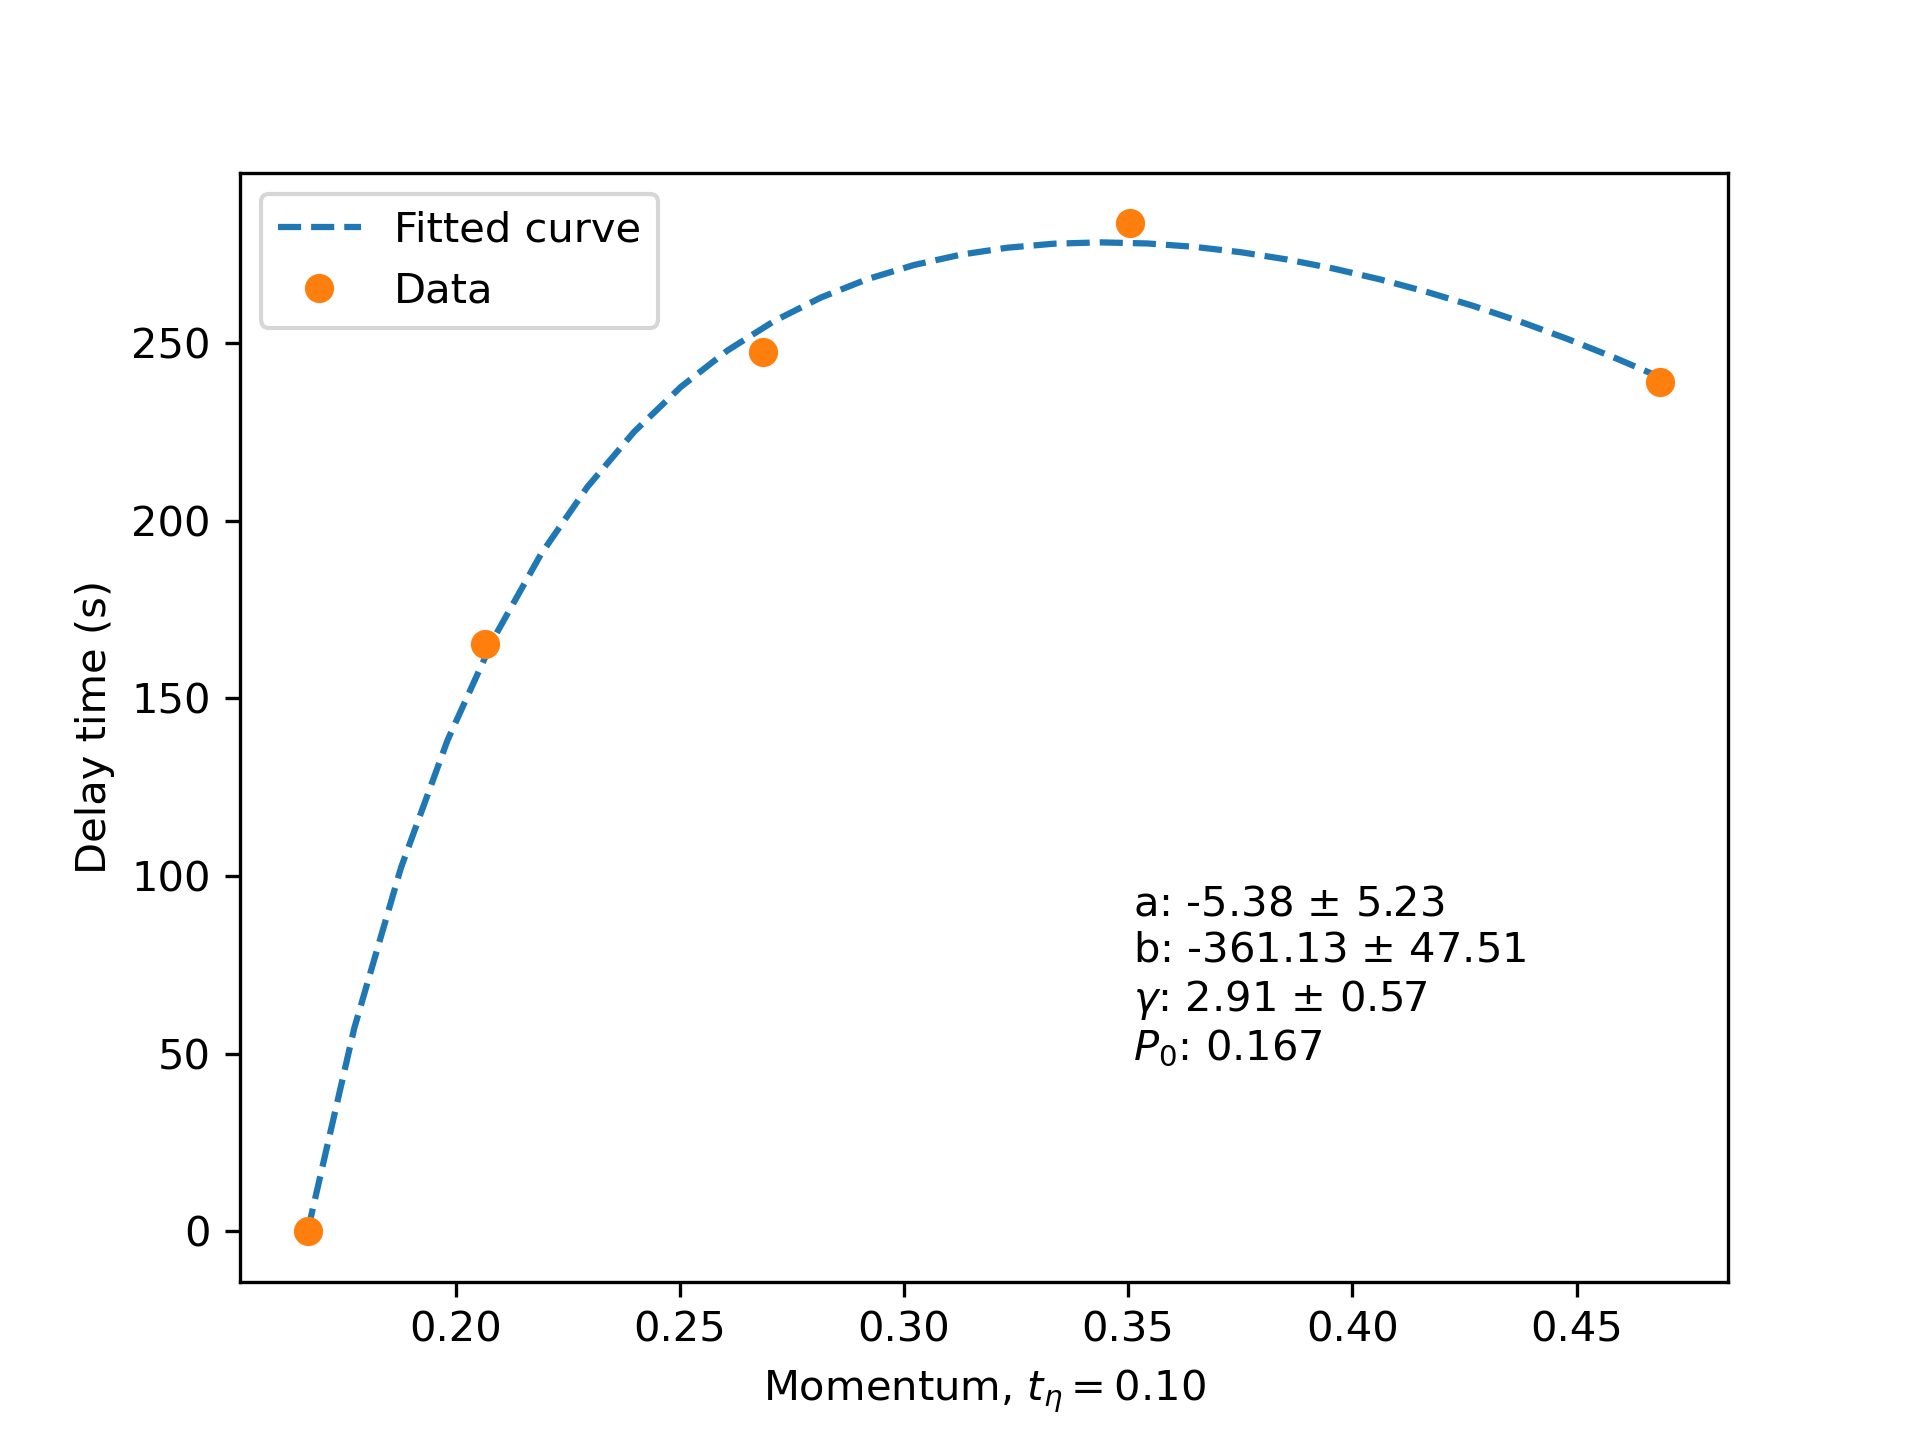 Fitted curve
Data
250
200
150
100
50
0
Delay time (s)
a: -5.38 ± 5.23
b: -361.13 ± 47.51
γ: 2.91 ± 0.57
P₀: 0.167
0.20 0.25 0.30 0.35 0.40 0.45
Momentum, tη = 0.10